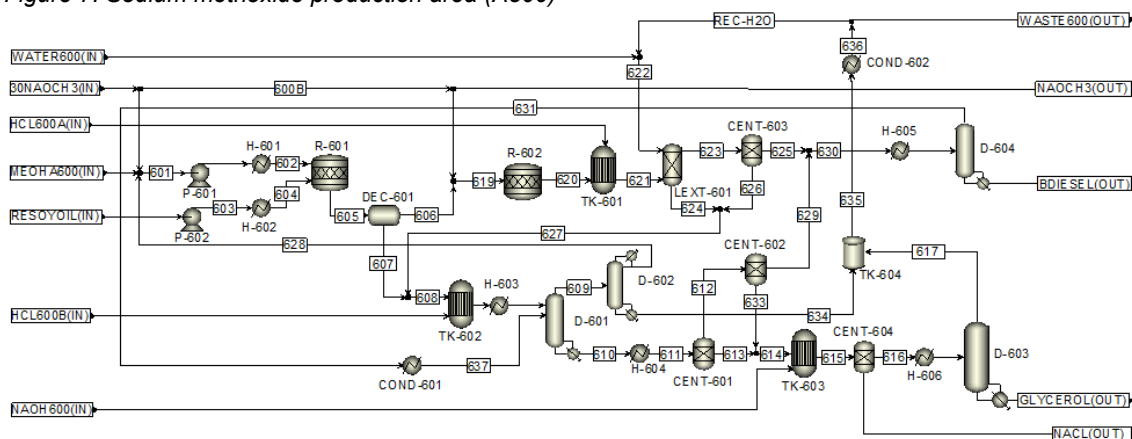 Figure 7. Sodium methoxide production area (A600)
REC-H2O
WASTE600(OUT)
636
COND-602
WATER600(IN)
622
30NAOCH3(IN)
600B
NAOCH3(OUT)
631
HCL600A(IN)
CENT-603
H-605
H-601
602
R-601
R-602
623
625
630
D-604
MEOHA600(IN)
601
P-601
619
620
621
TK-601
LEXT-601
626
BDIESEL(OUT)
604
603
H-602
605
DEC-601
606
624
635
RESOYOIL(IN)
P-602
628
627
CENT-602
629
617
TK-604
607
D-602
612
608
H-603
609
633
634
HCL600B(IN)
TK-602
D-601
CENT-604
D-603
610
611
613
614
615
616
H-604
H-606
COND-601
637
CENT-601
TK-603
GLYCEROL(OUT)
NAOH600(IN)
NACL(OUT)